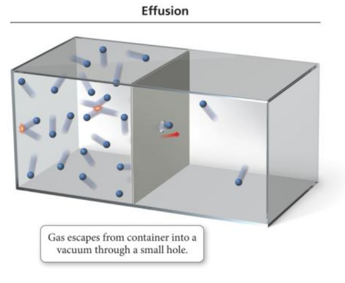 Effusion
Gas escapes from container into a
vacuum through a small hole.